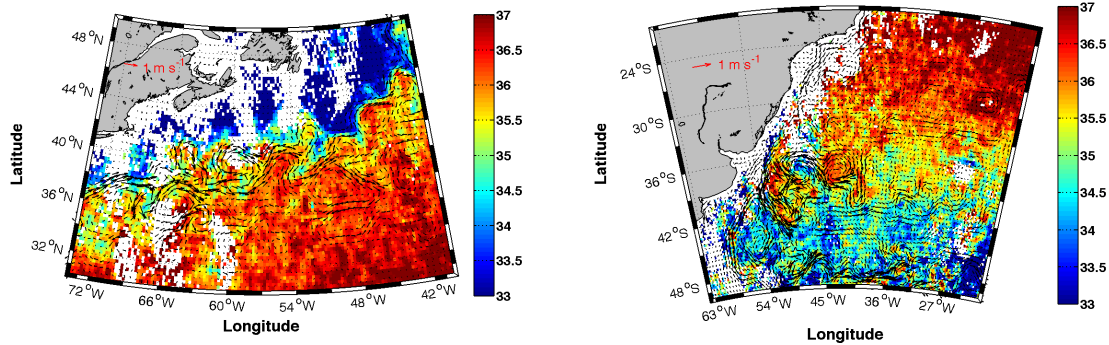 48°N
44°N
40°N
36°N
32°N
Latitude
1 m s⁻¹
72°W
66°W
60°W
54°W
48°W
42°W
Longitude
37
36.5
36
35.5
35
34.5
34
33.5
33
24°S
30°S
36°S
42°S
48°S
Latitude
1 m s⁻¹
63°W
54°W
45°W
36°W
27°W
Longitude
37
36.5
36
35.5
35
34.5
34
33.5
33